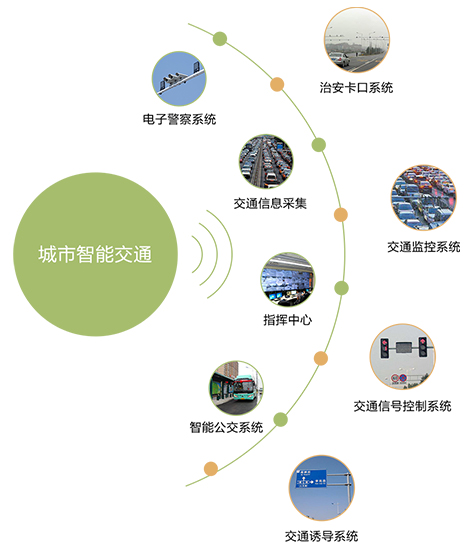 治安卡口系统
电子警察系统
交通信息采集
交通监控系统
城市智能交通
指挥中心
交通信号控制系统
智能公交系统
交通诱导系统